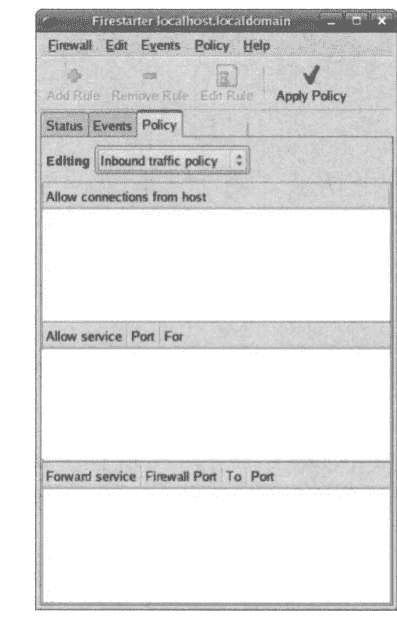 Firestarter localhost.localdomain
Firewall Edit Events Policy Help
Add Rule Remove Rule Edit Rule Apply Policy
Status Events Policy
Editing Inbound traffic policy
Allow connections from host
Allow service Port For
Forward service Firewall Port To Port